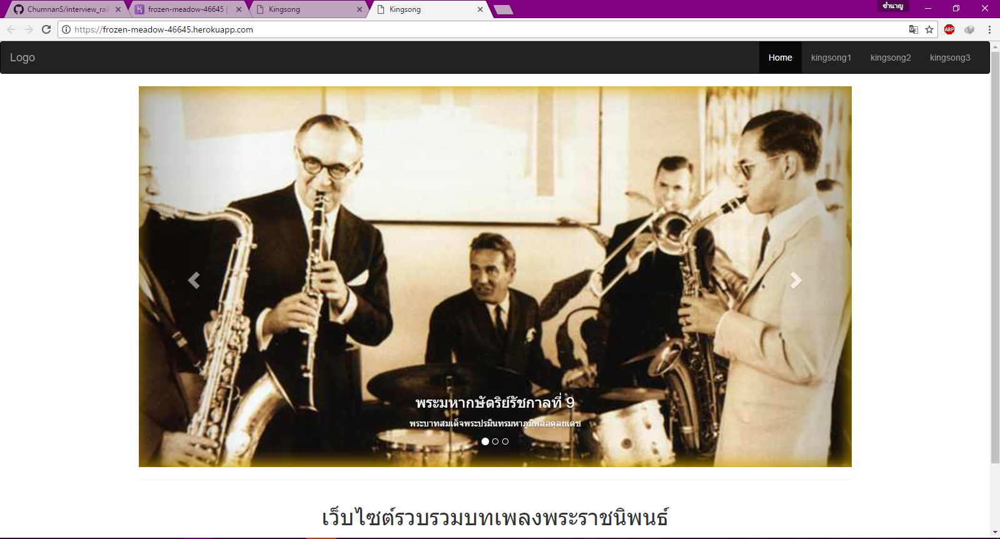 ChumnanS/interview_rail
frozen-meadow-46645 |
Kingsong
Kingsong
ชำนาญ
https://frozen-meadow-46645.herokuapp.com
ABP
Logo
Home
kingsong1
kingsong2
kingsong3
พระมหากษัตริย์รัชกาลที่ 9
พระบาทสมเด็จพระปรมินทรมหาภูมิพลอดุลยเดช
เว็บไซต์รวบรวมบทเพลงพระราชนิพนธ์